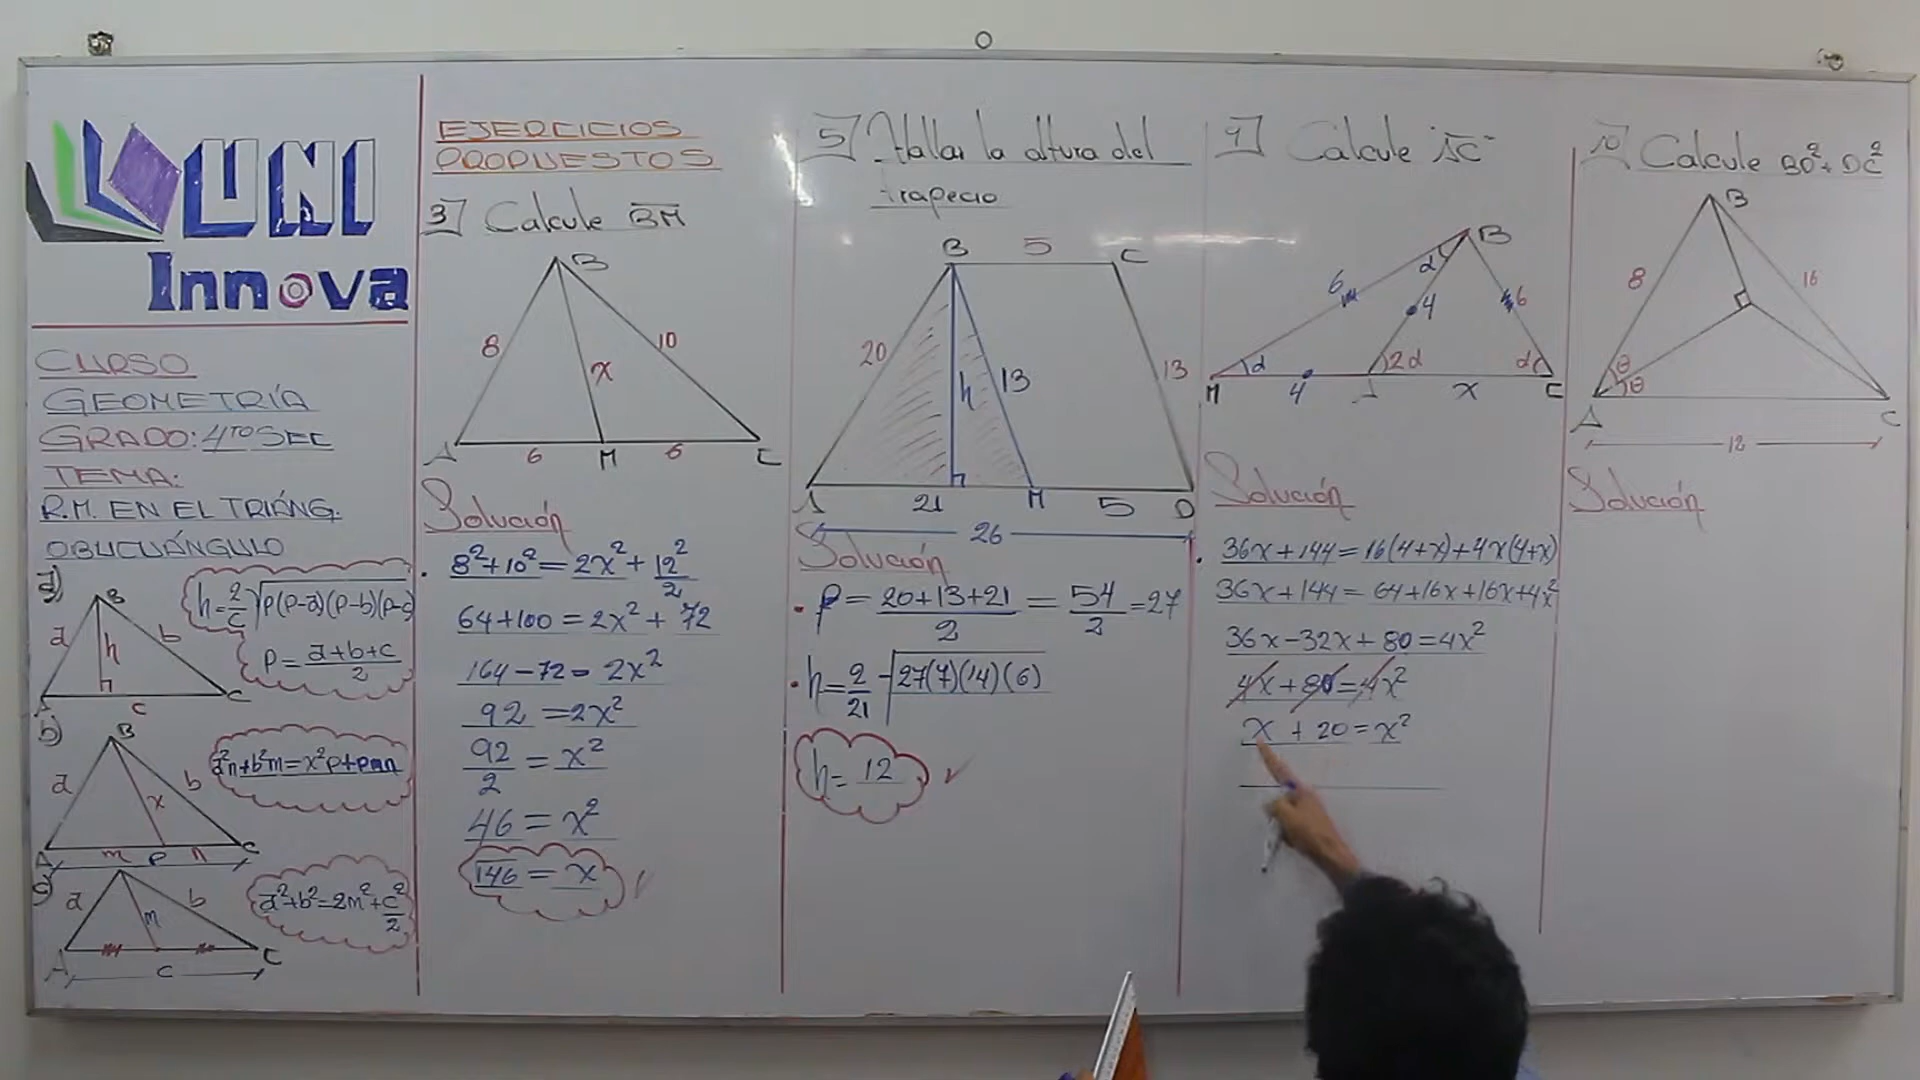 UNI
Innova
CURSO
GEOMETRÍA
GRADO: 4TO SEC
TEMA:
R.M. EN EL TRIÁNG.
OBLICUÁNGULO
a)
B
a
h
b
A
c
C
h = 2/c √p(p-a)(p-b)(p-c)
p = a+b+c/2
b)
B
a
x
b
A
m
P
n
C
a²n+b²m=x²p+pmn
c)
a
m
b
A
c
C
a²+b²=2m²+c²/2
EJERCICIOS
PROPUESTOS
3] Calcule BM
B
8
x
10
A
6
M
6
C
Solución
8²+10²=2x²+12²/2
64+100=2x²+72
164-72=2x²
92=2x²
92/2=x²
46=x²
√46=x
5] Hallar la altura del
trapecio
B
5
C
20
h
13
13
A
21
M
5
D
26
Solución
P=20+13+21/2=54/2=27
h=2/21 √27(7)(14)(6)
h=12
9] Calcule AC
B
6
α
4
6
M
α
4
A
2α
x
α
C
Solución
36x+144=16(4+x)+4x(4+x)
36x+144=64+16x+16x+4x²
36x-32x+80=4x²
4x+80=4x²
x+20=x²
10] Calcule BD²+DC²
B
8
16
θ
θ
A
C
12
Solución